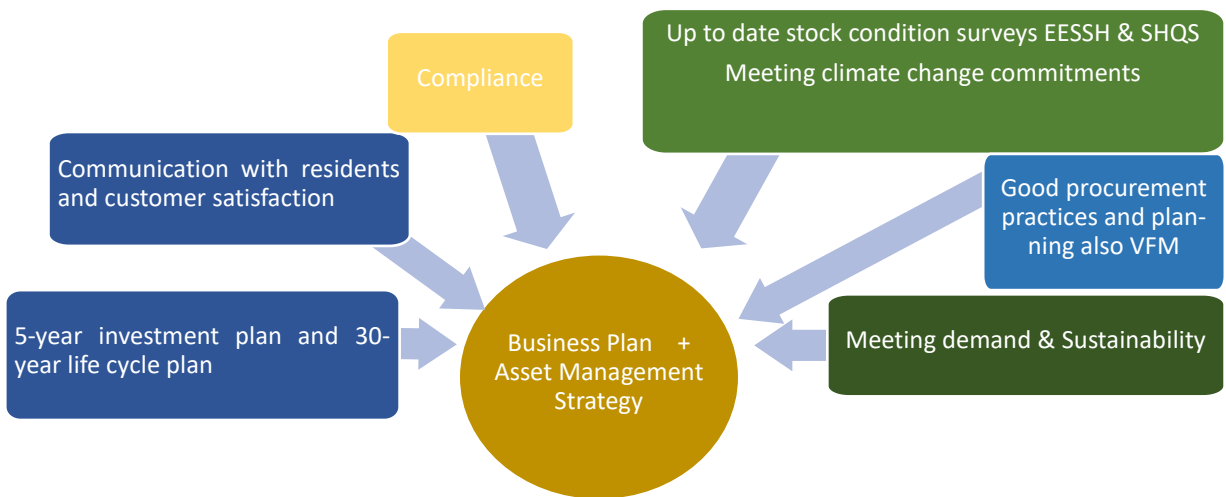 Up to date stock condition surveys EESSH & SHQS
Meeting climate change commitments
Compliance
Communication with residents
and customer satisfaction
Good procurement
practices and plan-
ning also VFM
5-year investment plan and 30-
year life cycle plan
Business Plan +
Asset Management
Strategy
Meeting demand & Sustainability